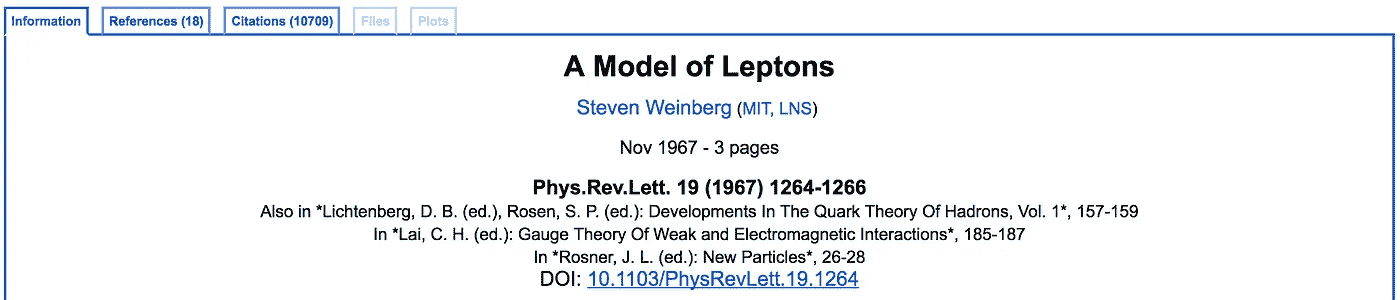 Information References (18) Citations (10709) Files Plots
A Model of Leptons
Steven Weinberg (MIT, LNS)
Nov 1967 - 3 pages
Phys.Rev.Lett. 19 (1967) 1264-1266
Also in *Lichtenberg, D. B. (ed.), Rosen, S. P. (ed.): Developments In The Quark Theory Of Hadrons, Vol. 1*, 157-159
In *Lai, C. H. (ed.): Gauge Theory Of Weak and Electromagnetic Interactions*, 185-187
In *Rosner, J. L. (ed.): New Particles*, 26-28
DOI: 10.1103/PhysRevLett.19.1264